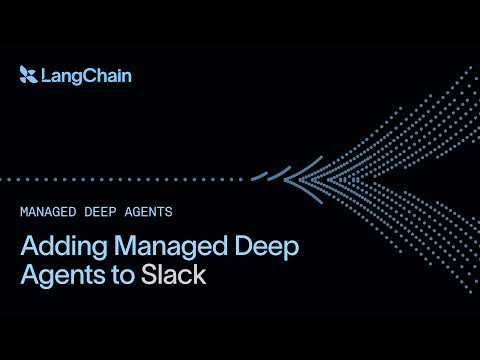 LangChain
MANAGED DEEP AGENTS
Adding Managed Deep
Agents to Slack